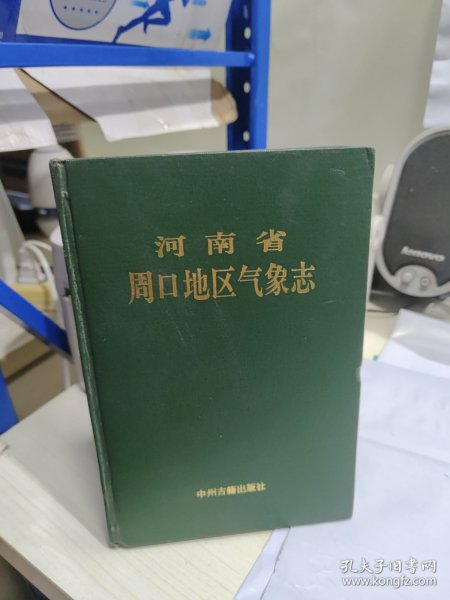 河南省
周口地区气象志
中州古籍出版社
lenovo
孔夫子旧书网
www.kongfz.com